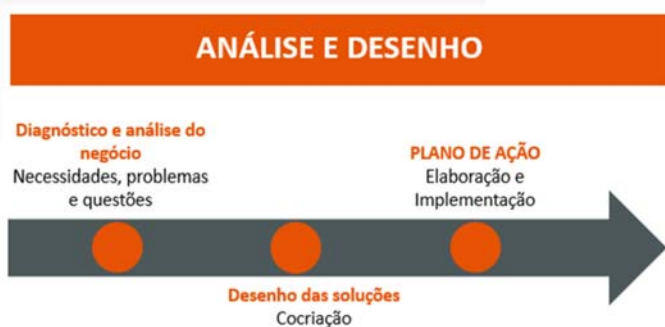 ANÁLISE E DESENHO
Diagnóstico e análise do
negócio
Necessidades, problemas
e questões
PLANO DE AÇÃO
Elaboração e
Implementação
Desenho das soluções
Cocriação